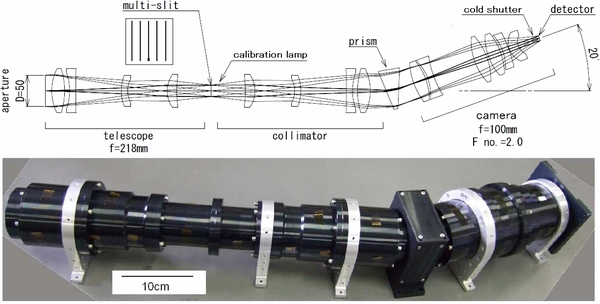 multi-slit
cold shutter
detector
calibration lamp
prism
aperture
D=50
20°
telescope
f=218mm
collimator
camera
f=100mm
F no.=2.0
10cm